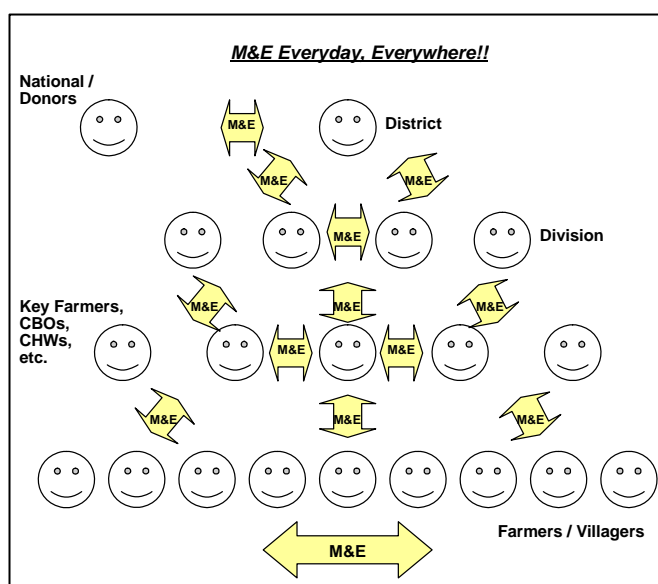 M&E Everyday, Everywhere!!
National /
Donors
M&E
District
M&E
M&E
M&E
Division
M&E
M&E
M&E
Key Farmers,
CBOs,
CHWs,
etc.
M&E
M&E
M&E
M&E
M&E
Farmers / Villagers
M&E